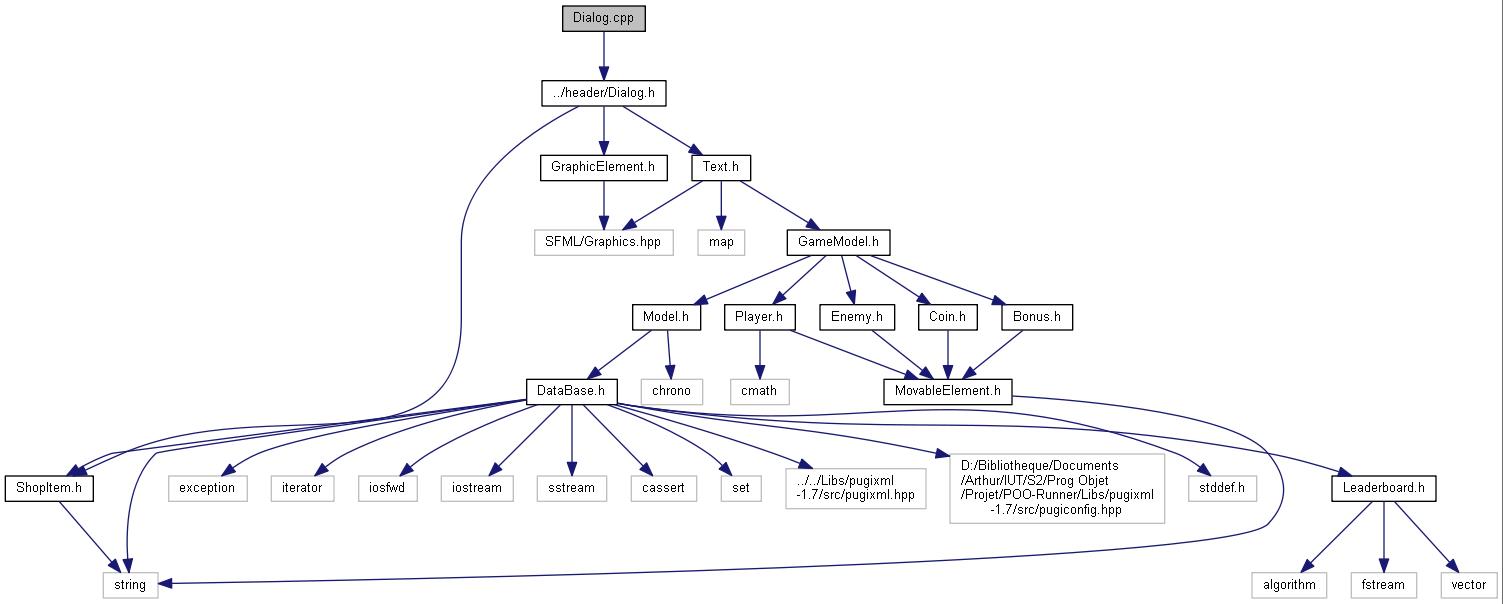 Dialog.cpp
../header/Dialog.h
GraphicElement.h
Text.h
SFML/Graphics.hpp
map
GameModel.h
Model.h
Player.h
Enemy.h
Coin.h
Bonus.h
DataBase.h
chrono
cmath
MovableElement.h
ShopItem.h
exception
iterator
iosfwd
iostream
sstream
cassert
set
../../Libs/pugixml
-1.7/src/pugixml.hpp
D:/Bibliotheque/Documents
/Arthur/IUT/S2/Prog Objet
/Projet/POO-Runner/Libs/pugixml
-1.7/src/pugiconfig.hpp
stddef.h
Leaderboard.h
string
algorithm
fstream
vector